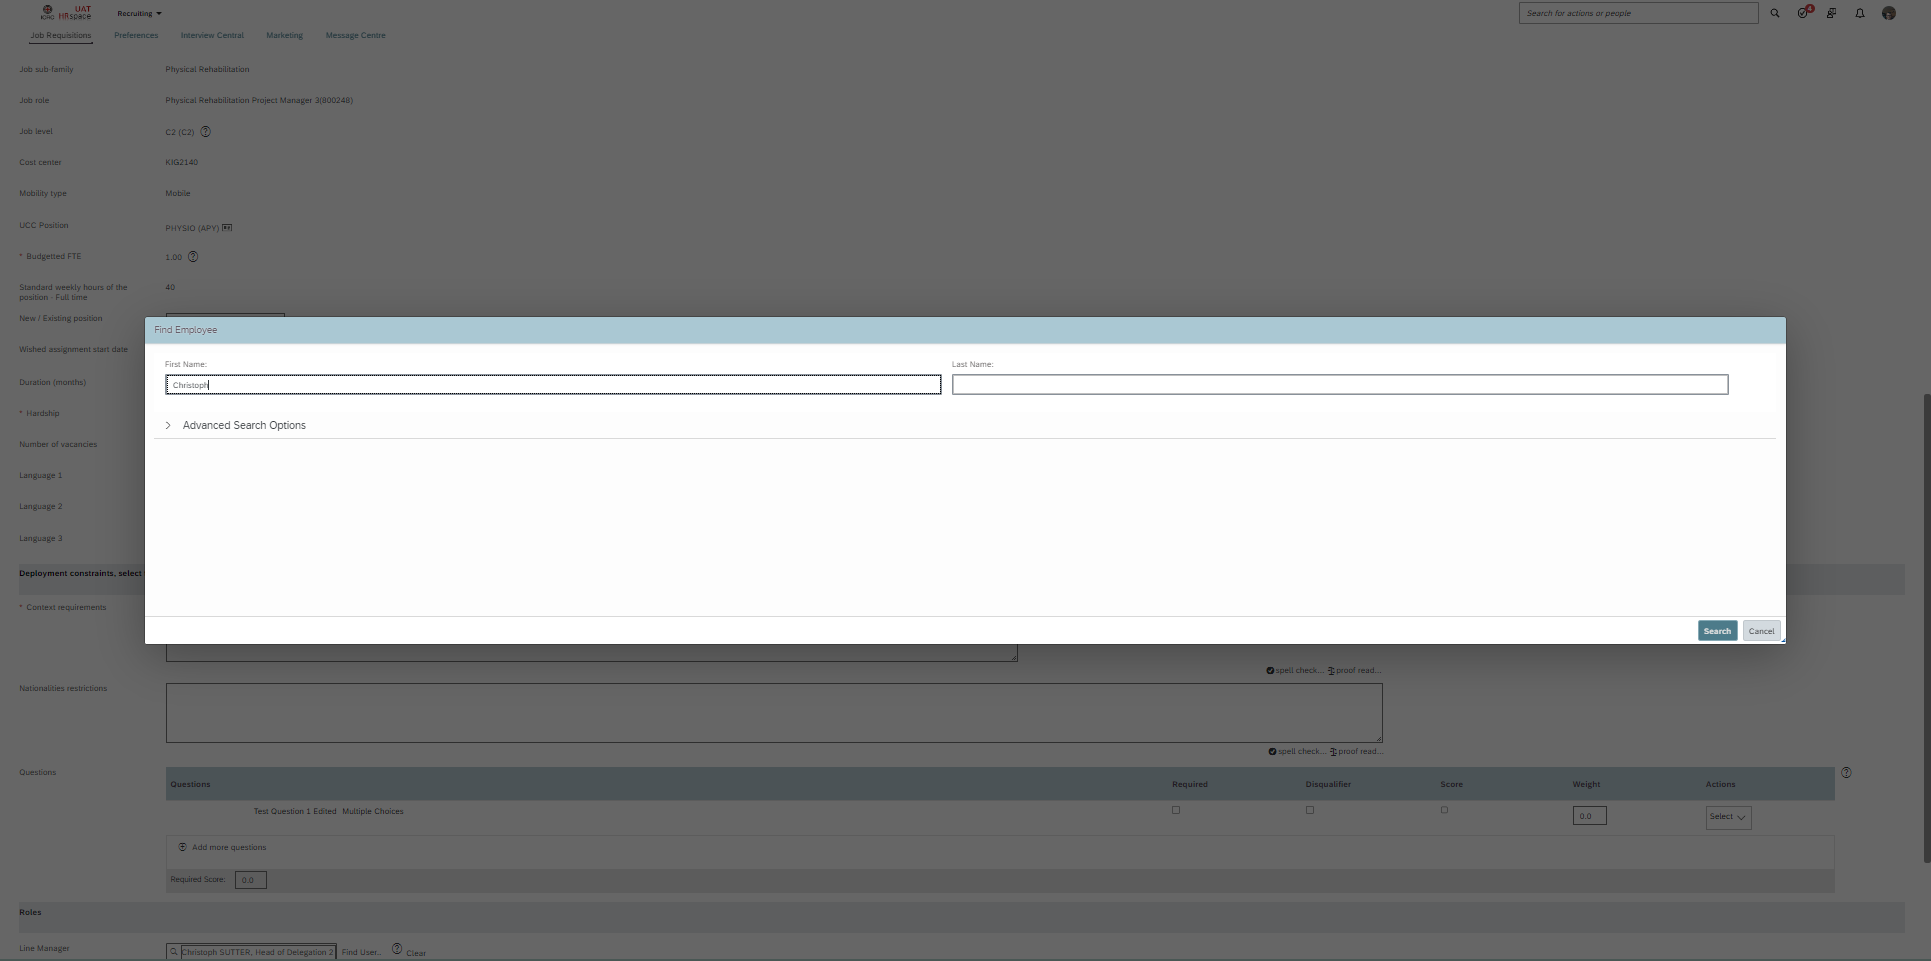 ICRC
UAT
HRspace
Recruiting
Search for actions or people
4
Job Requisitions
Preferences
Interview Central
Marketing
Message Centre
Job sub-family
Physical Rehabilitation
Job role
Physical Rehabilitation Project Manager 3(800248)
Job level
C2 (C2)
Cost center
KIG2140
Mobility type
Mobile
UCC Position
PHYSIO (APY)
* Budgetted FTE
1.00
Standard weekly hours of the
position - Full time
40
New / Existing position
Find Employee
Wished assignment start date
First Name:
Last Name:
Duration (months)
Christoph
* Hardship
Advanced Search Options
Number of vacancies
Language 1
Language 2
Language 3
Deployment constraints, select
* Context requirements
Search
Cancel
spell check... proof read...
Nationalities restrictions
spell check... proof read...
Questions
Questions
Required
Disqualifier
Score
Weight
Actions
Test Question 1 Edited Multiple Choices
0.0
Select
Add more questions
Required Score:
0.0
Roles
Line Manager
Christoph SUTTER, Head of Delegation 2
Find User...
Clear